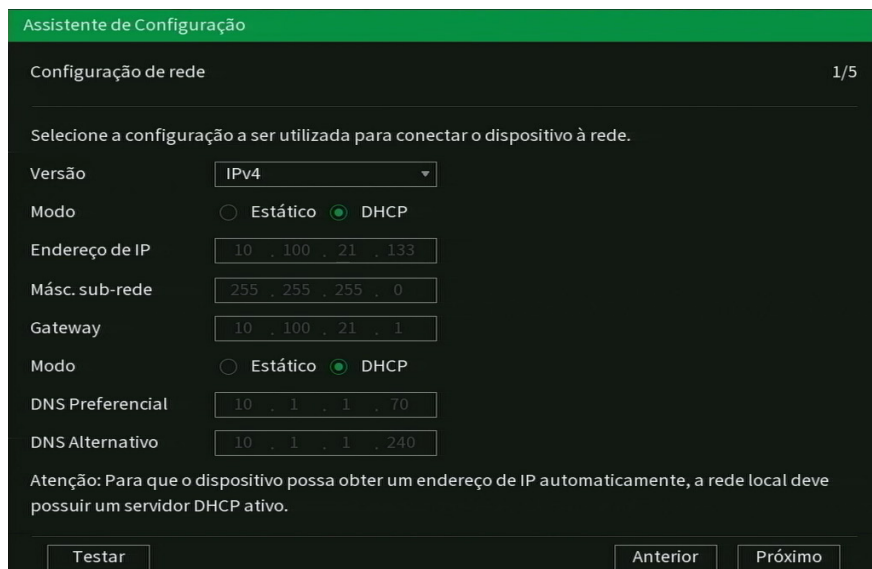 Assistente de Configuração
Configuração de rede 1/5
Selecione a configuração a ser utilizada para conectar o dispositivo à rede.
Versão IPv4
Modo Estático DHCP
Endereço de IP 10 . 100 . 21 . 133
Másc. sub-rede 255 . 255 . 255 . 0
Gateway 10 . 100 . 21 . 1
Modo Estático DHCP
DNS Preferencial 10 . 1 . 1 . 70
DNS Alternativo 10 . 1 . 1 . 240
Atenção: Para que o dispositivo possa obter um endereço de IP automaticamente, a rede local deve
possuir um servidor DHCP ativo.
Testar Anterior Próximo